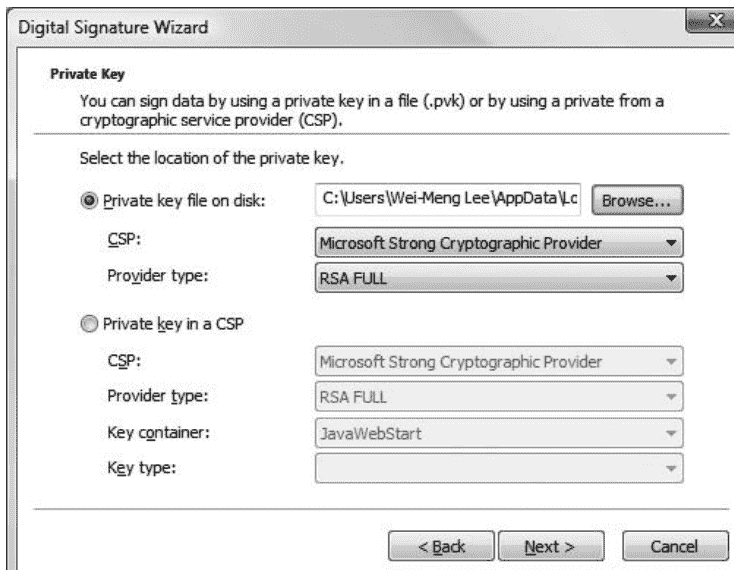 Digital Signature Wizard
Private Key
You can sign data by using a private key in a file (.pvk) or by using a private from a
cryptographic service provider (CSP).
Select the location of the private key.
Private key file on disk: C:\Users\Wei-Meng Lee\AppData\Lo Browse...
CSP: Microsoft Strong Cryptographic Provider
Provider type: RSA FULL
Private key in a CSP
CSP: Microsoft Strong Cryptographic Provider
Provider type: RSA FULL
Key container: JavaWebStart
Key type:
< Back Next > Cancel